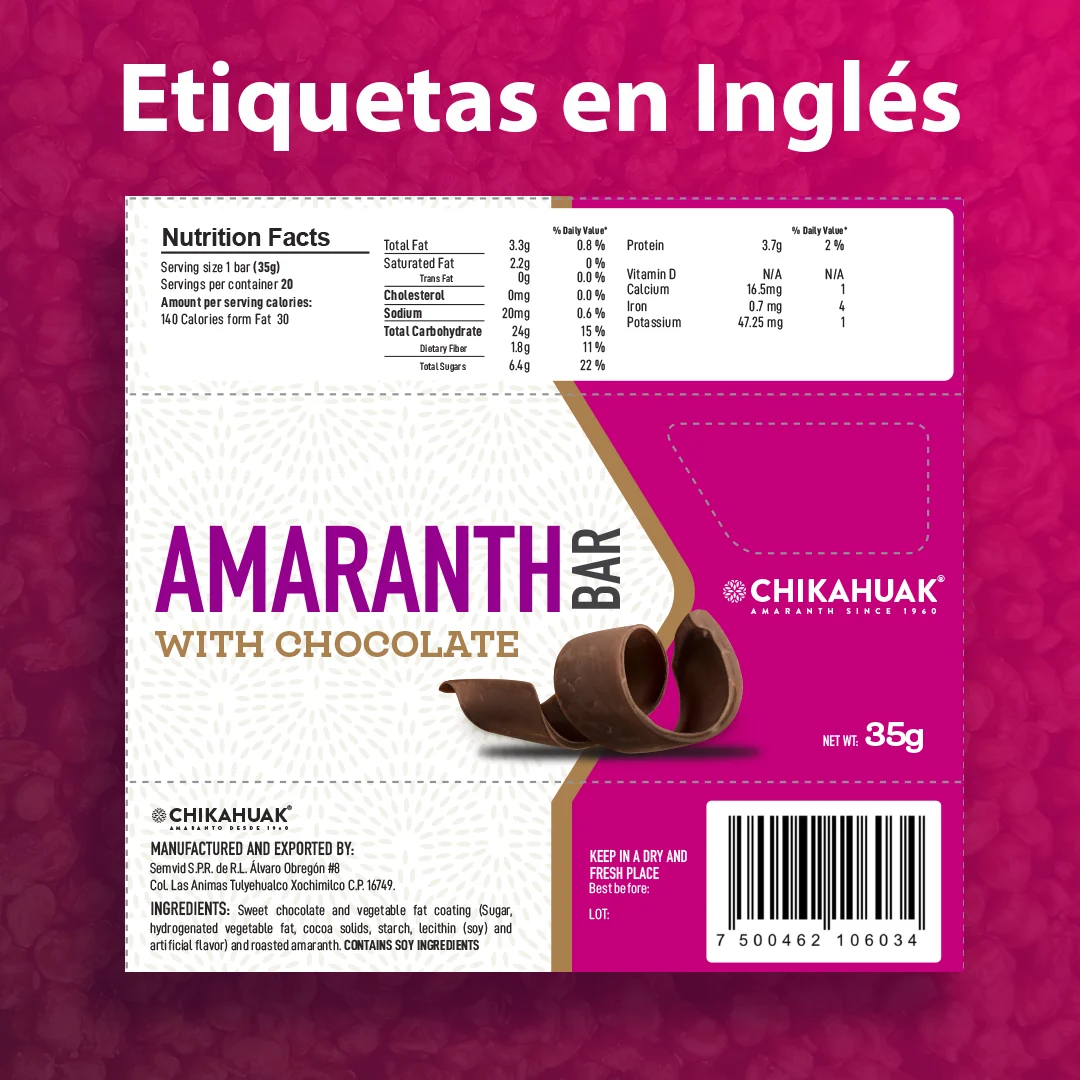 Etiquetas en Inglés
Nutrition Facts
Serving size 1 bar (35g)
Servings per container 20
Amount per serving calories:
140 Calories form Fat 30
% Daily Value*
Total Fat 3.3g 0.8 %
Saturated Fat 2.2g 0 %
Trans Fat 0g 0.0 %
Cholesterol 0mg 0.0 %
Sodium 20mg 0.6 %
Total Carbohydrate 24g 15 %
Dietary Fiber 1.8g 11 %
Total Sugars 6.4g 22 %
% Daily Value*
Protein 3.7g 2 %
Vitamin D N/A N/A
Calcium 16.5mg 1
Iron 0.7 mg 4
Potassium 47.25 mg 1
AMARANTH BAR
WITH CHOCOLATE
CHIKAHUAK®
AMARANTH SINCE 1960
NET WT: 35g
CHIKAHUAK®
AMARANTO DESDE 1960
MANUFACTURED AND EXPORTED BY:
Semvid S.P.R. de R.L. Álvaro Obregón #8
Col. Las Animas Tulyehualco Xochimilco C.P. 16749.
INGREDIENTS: Sweet chocolate and vegetable fat coating (Sugar,
hydrogenated vegetable fat, cocoa solids, starch, lecithin (soy) and
artificial flavor) and roasted amaranth. CONTAINS SOY INGREDIENTS
KEEP IN A DRY AND
FRESH PLACE
Best before:
LOT:
7 500462 106034